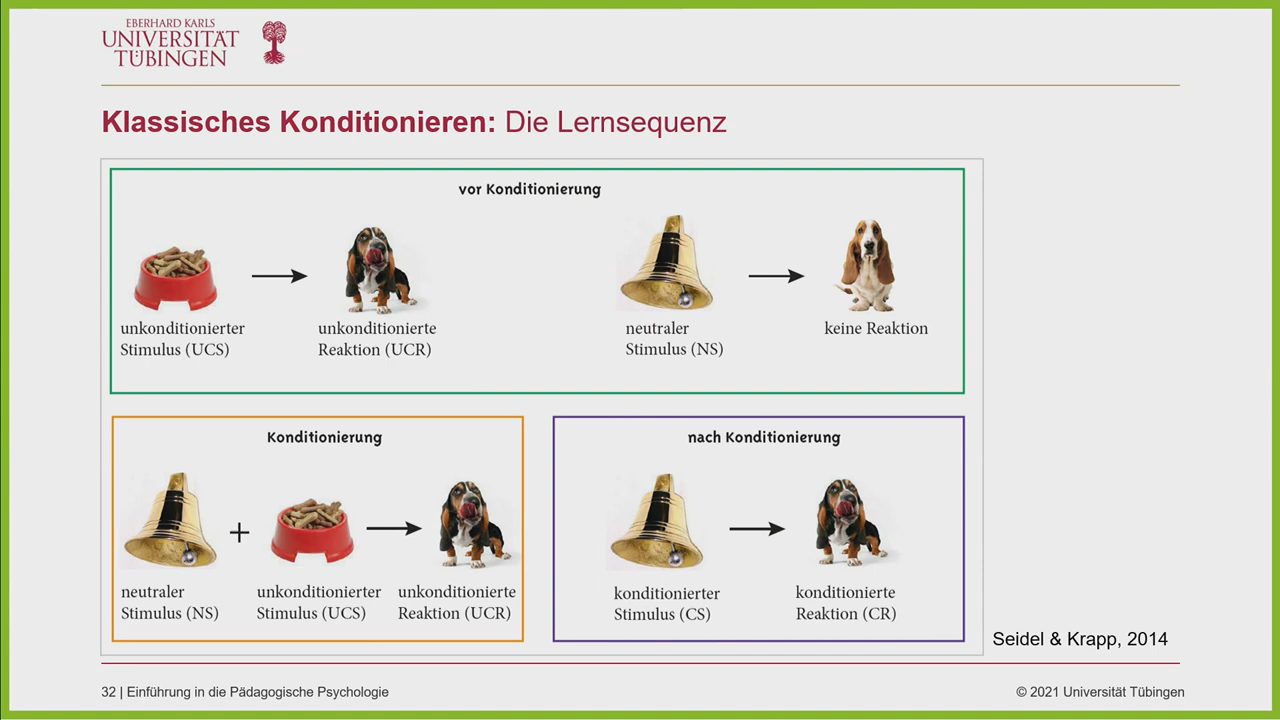 EBERHARD KARLS
UNIVERSITÄT
TÜBINGEN
Klassisches Konditionieren: Die Lernsequenz
vor Konditionierung
unkonditionierter
Stimulus (UCS)
unkonditionierte
Reaktion (UCR)
neutraler
Stimulus (NS)
keine Reaktion
Konditionierung
+
neutraler
Stimulus (NS)
unkonditionierter
Stimulus (UCS)
unkonditionierte
Reaktion (UCR)
nach Konditionierung
konditionierter
Stimulus (CS)
konditionierte
Reaktion (CR)
Seidel & Krapp, 2014
32 | Einführung in die Pädagogische Psychologie
© 2021 Universität Tübingen